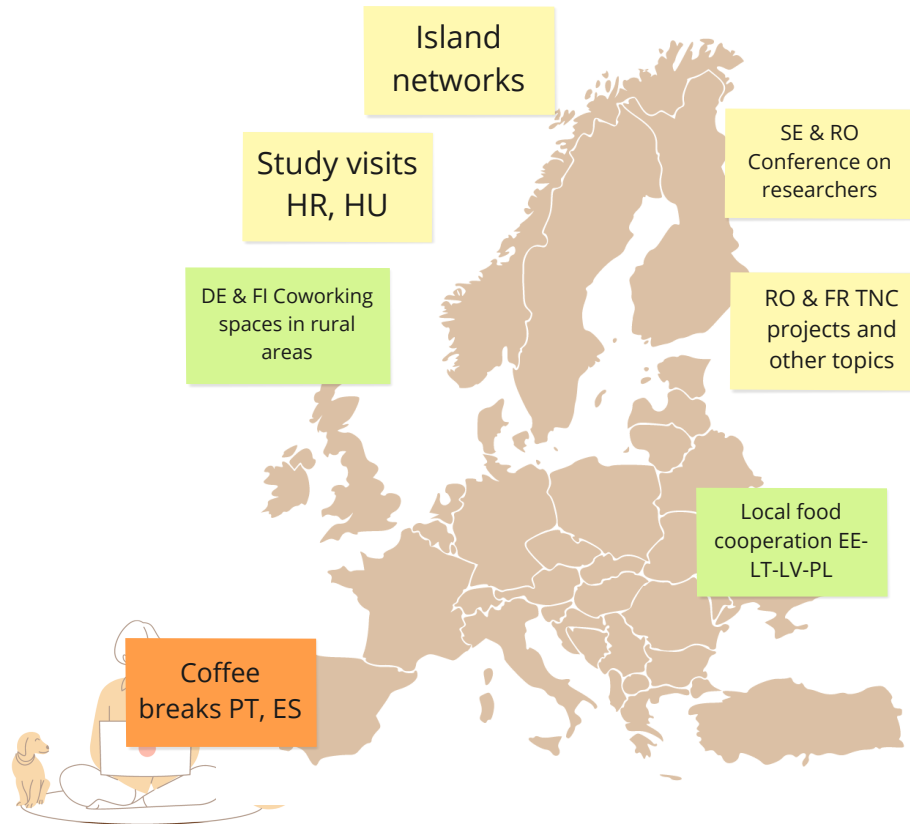 Island
networks
Study visits
HR, HU
SE & RO
Conference on
researchers
DE & FI Coworking
spaces in rural
areas
RO & FR TNC
projects and
other topics
Local food
cooperation EE-
LT-LV-PL
Coffee
breaks PT, ES